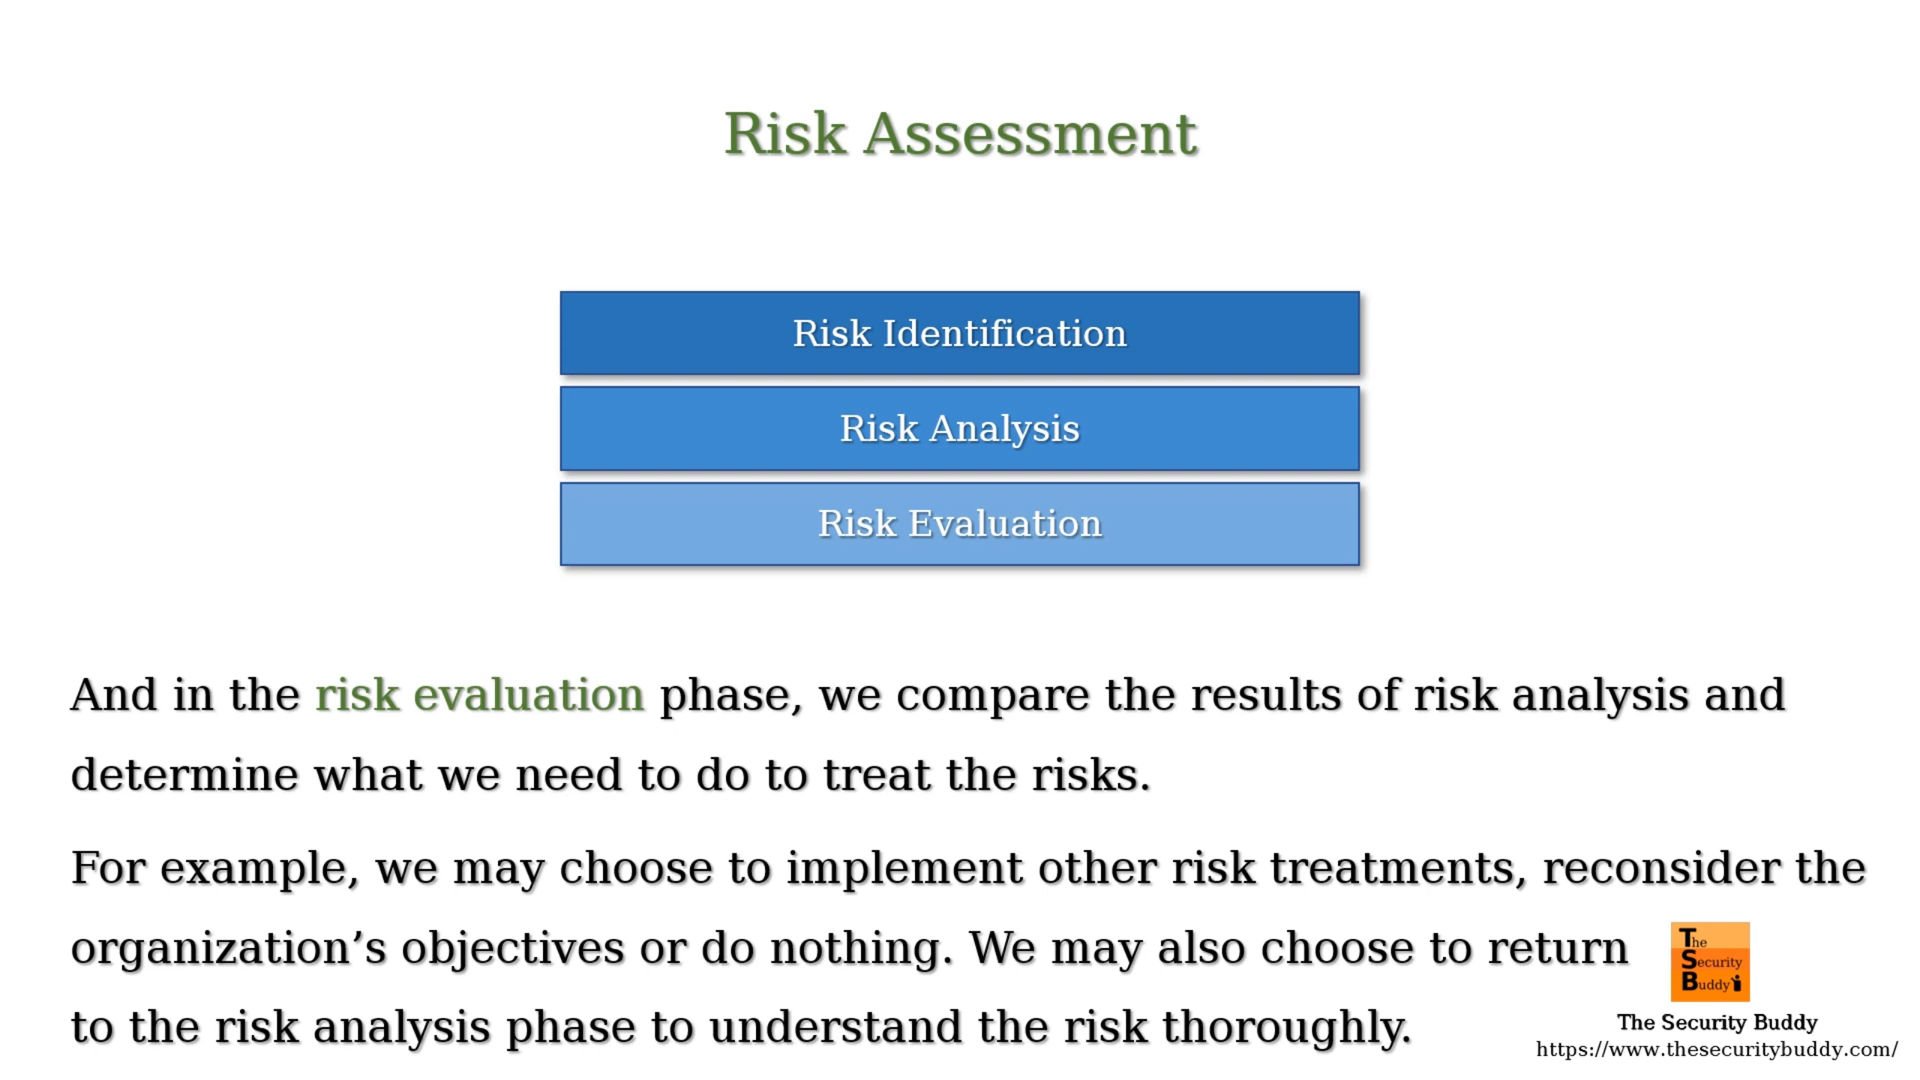 Risk Assessment
Risk Identification
Risk Analysis
Risk Evaluation
And in the risk evaluation phase, we compare the results of risk analysis and
determine what we need to do to treat the risks.
For example, we may choose to implement other risk treatments, reconsider the
organization’s objectives or do nothing. We may also choose to return
to the risk analysis phase to understand the risk thoroughly.
The
Security
Buddy
The Security Buddy
https://www.thesecuritybuddy.com/